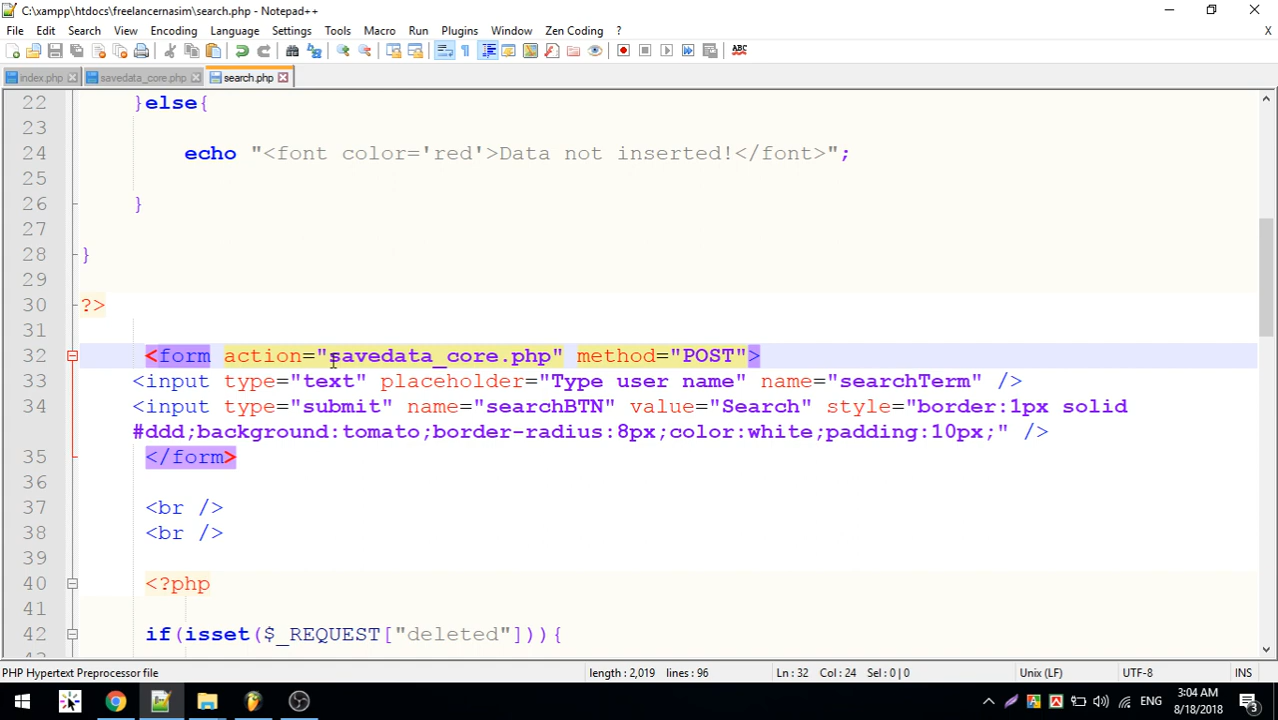 C:\xampp\htdocs\freelancernasim\search.php - Notepad++
File Edit Search View Encoding Language Settings Tools Macro Run Plugins Window Zen Coding ? X
ABC
index.php savedata_core.php search.php
22 }else{
23
24 echo "<font color='red'>Data not inserted!</font>";
25
26 }
27
28 }
29
30 ?>
31
32 <form action="savedata_core.php" method="POST">
33 <input type="text" placeholder="Type user name" name="searchTerm" />
34 <input type="submit" name="searchBTN" value="Search" style="border:1px solid
#ddd;background:tomato;border-radius:8px;color:white;padding:10px;" />
35 </form>
36
37 <br />
38 <br />
39
40 <?php
41
42 if(isset($_REQUEST["deleted"])){
PHP Hypertext Preprocessor file length : 2,019 lines : 96 Ln : 32 Col : 24 Sel : 0 | 0 Unix (LF) UTF-8 INS
ENG 3:04 AM
8/18/2018 3